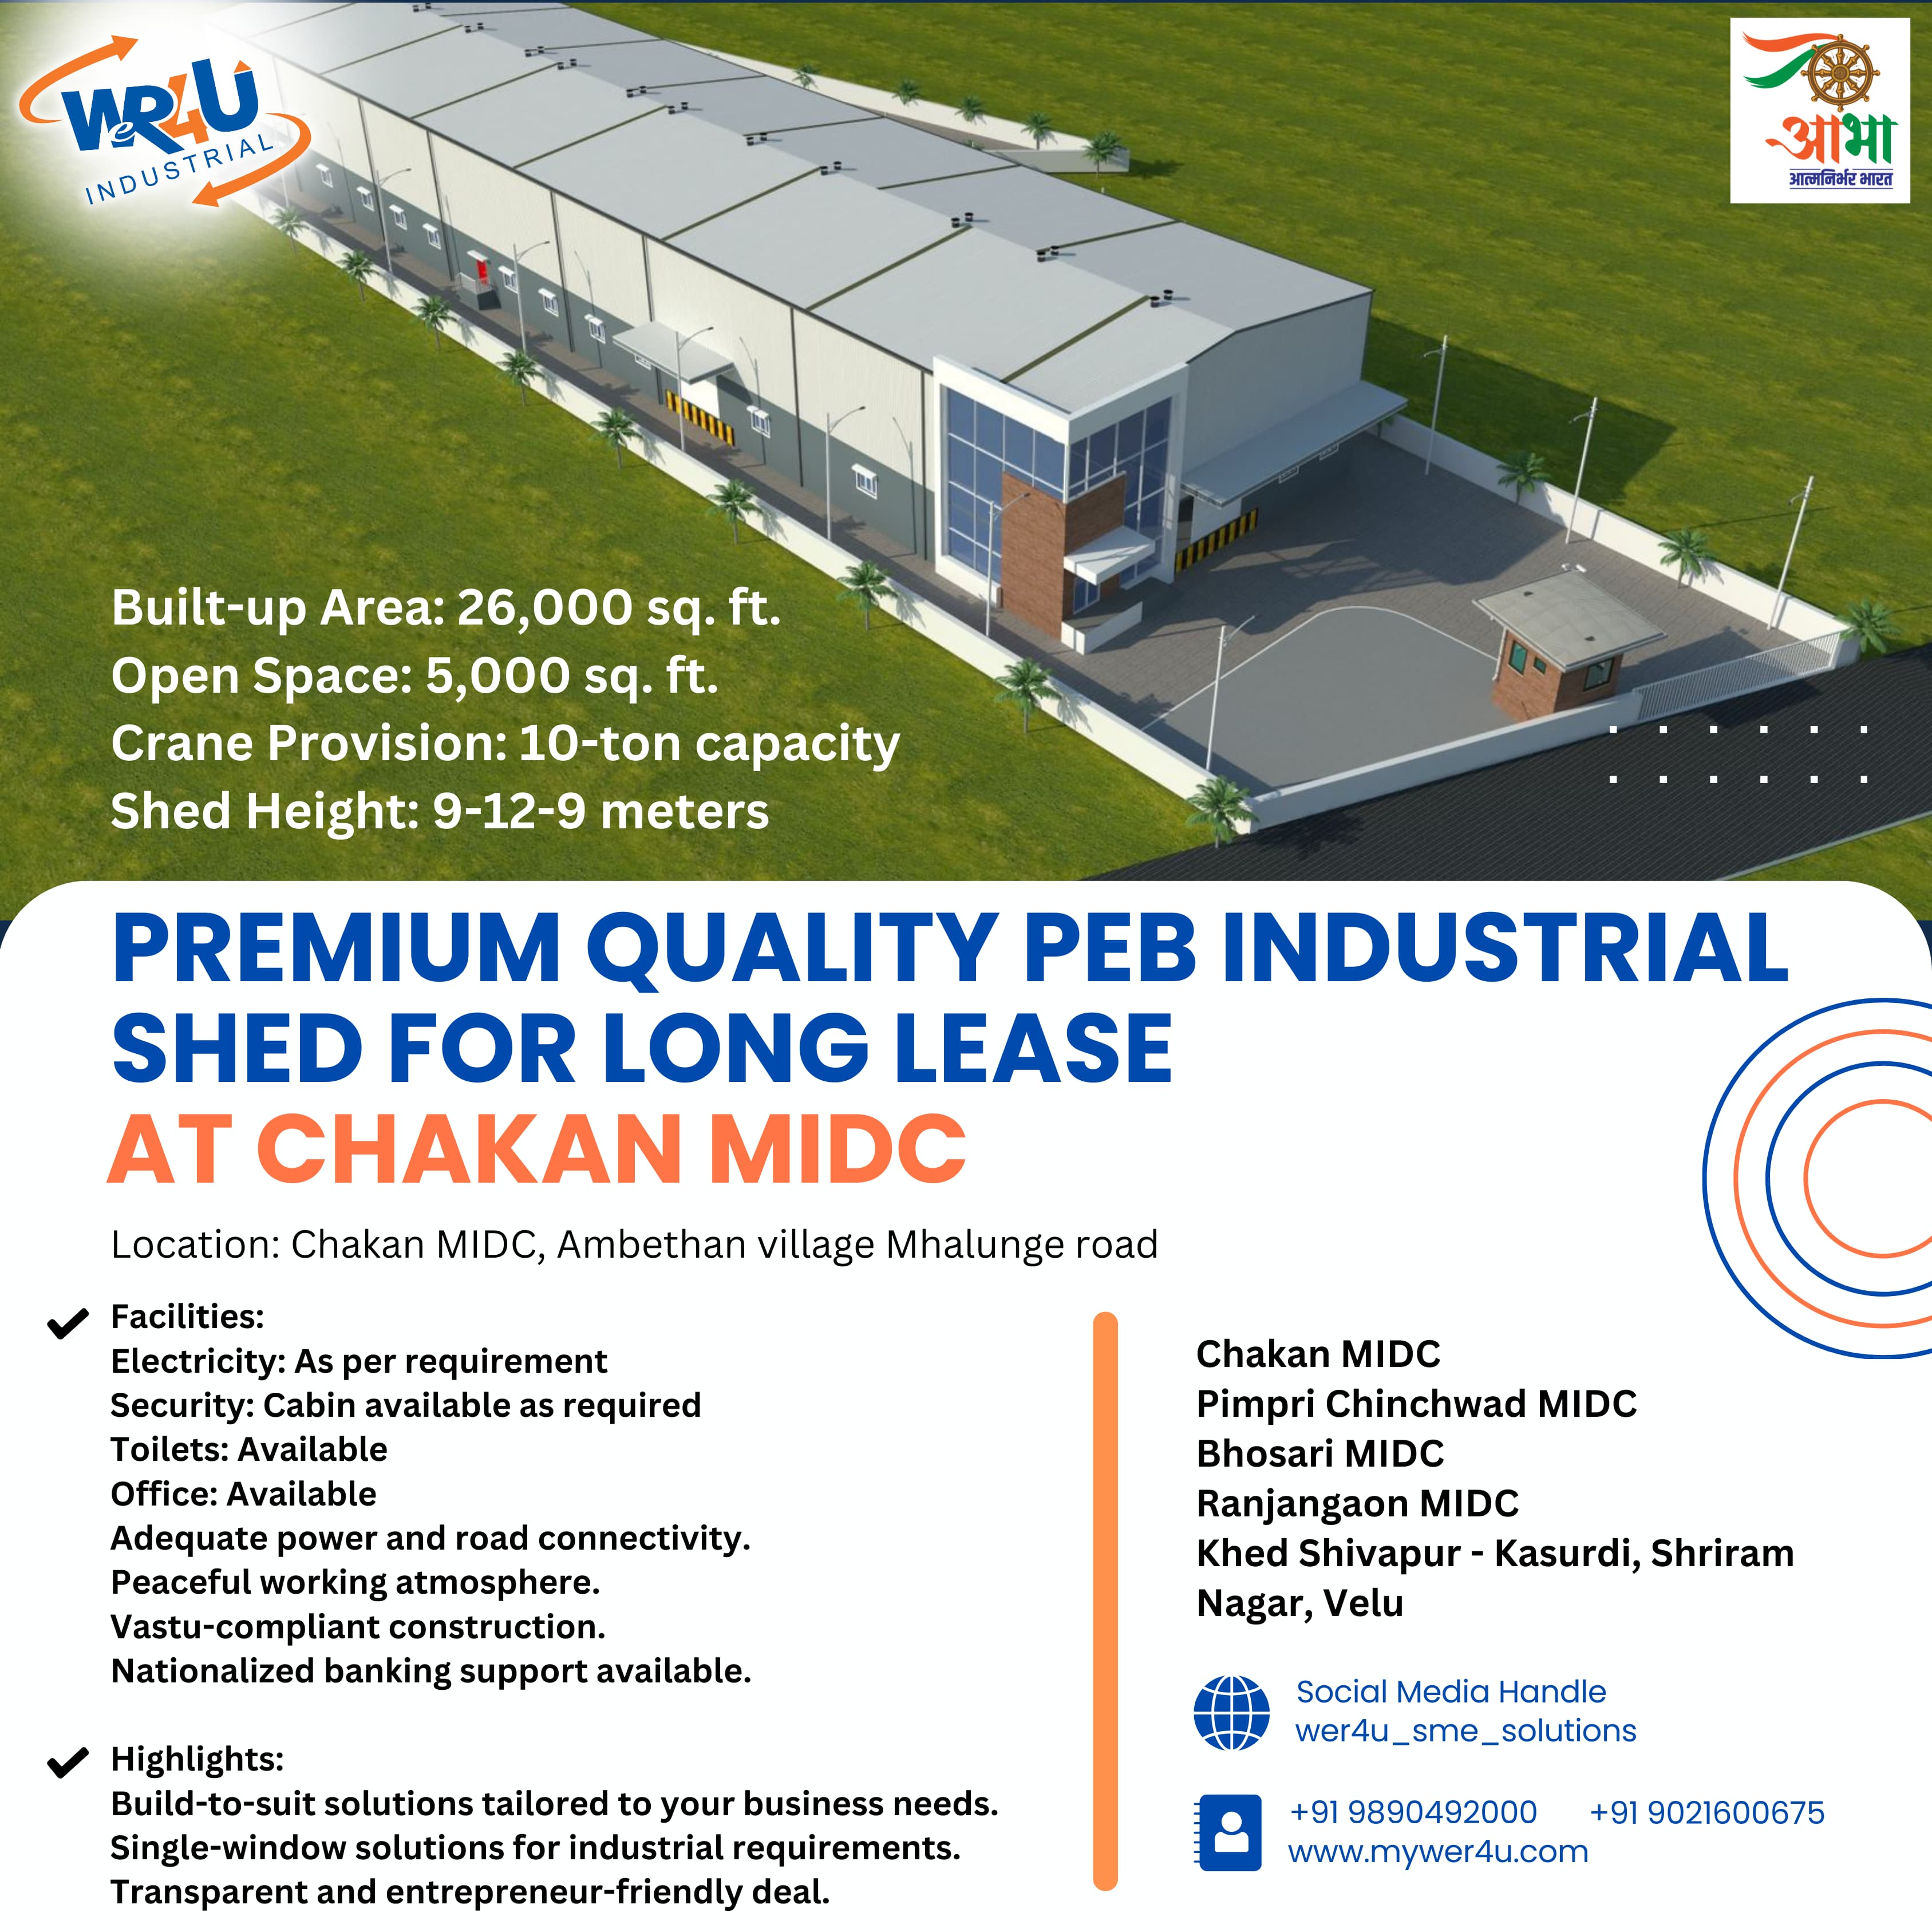 WeR4U
INDUSTRIAL
आभा
आत्मनिर्भर भारत
Built-up Area: 26,000 sq. ft.
Open Space: 5,000 sq. ft.
Crane Provision: 10-ton capacity
Shed Height: 9-12-9 meters
PREMIUM QUALITY PEB INDUSTRIAL
SHED FOR LONG LEASE
AT CHAKAN MIDC
Location: Chakan MIDC, Ambethan village Mhalunge road
Facilities:
Electricity: As per requirement
Security: Cabin available as required
Toilets: Available
Office: Available
Adequate power and road connectivity.
Peaceful working atmosphere.
Vastu-compliant construction.
Nationalized banking support available.
Highlights:
Build-to-suit solutions tailored to your business needs.
Single-window solutions for industrial requirements.
Transparent and entrepreneur-friendly deal.
Chakan MIDC
Pimpri Chinchwad MIDC
Bhosari MIDC
Ranjangaon MIDC
Khed Shivapur - Kasurdi, Shriram
Nagar, Velu
Social Media Handle
wer4u_sme_solutions
+91 9890492000 +91 9021600675
www.mywer4u.com